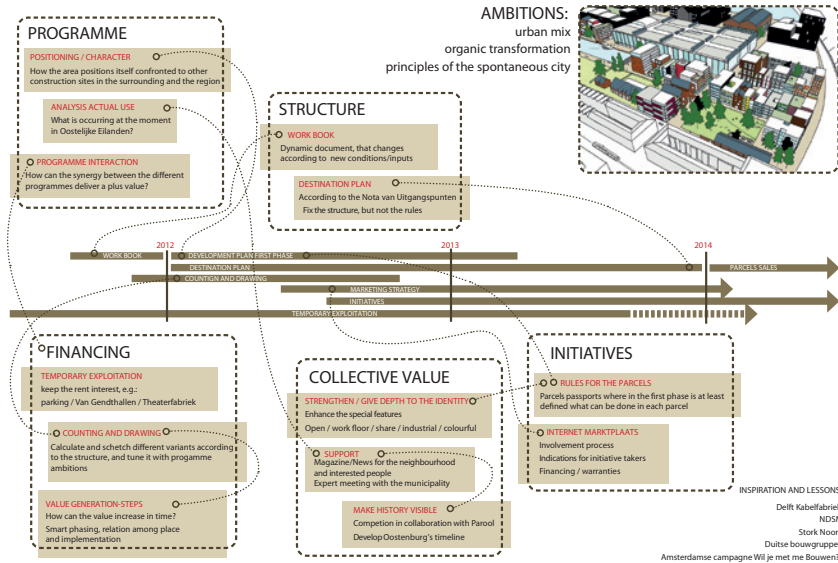 AMBITIONS:
urban mix
organic transformation
principles of the spontaneous city
PROGRAMME
POSITIONING / CHARACTER
How the area positions itself confronted to other
construction sites in the surrounding and the region
ANALYSIS ACTUAL USE
What is occurring at the moment
in Oostelijke Eilanden?
PROGRAMME INTERACTION
How can the synergy between the different
programmes deliver a plus value?
STRUCTURE
WORK BOOK
Dynamic document, that changes
according to new conditions/inputs
DESTINATION PLAN
According to the Nota van Uitgangspunten
Fix the structure, but not the rules
2012
2013
2014
WORK BOOK
DEVELOPMENT PLAN FIRST PHASE
DESTINATION PLAN
PARCELS SALES
COUNTIGN AND DRAWING
MARKETING STRATEGY
INITIATIVES
TEMPORARY EXPLOITATION
FINANCING
TEMPORARY EXPLOITATION
keep the rent interest, e.g.:
parking / Van Gendthallen / Theaterfabriek
COUNTING AND DRAWING
Calculate and schetch different variants according
to the structure, and tune it with progamme
ambitions
VALUE GENERATION-STEPS
How can the value increase in time?
Smart phasing, relation among place
and implementation
COLLECTIVE VALUE
STRENGTHEN / GIVE DEPTH TO THE IDENTITY
Enhance the special features
Open / work floor / share / industrial / colourful
SUPPORT
Magazine/News for the neighbourhood
and interested people
Expert meeting with the municipality
MAKE HISTORY VISIBLE
Competion in collaboration with Parool
Develop Oostenburg's timeline
INITIATIVES
RULES FOR THE PARCELS
Parcels passports where in the first phase is at least
defined what can be done in each parcel
INTERNET MARKTPLAATS
Involvement process
Indications for initiative takers
Financing / warranties
INSPIRATION AND LESSONS
Delft Kabelfabriek
NDSM
Stork Noord
Duitse bouwgruppe
Amsterdamse campagne Wil je met me Bouwen?